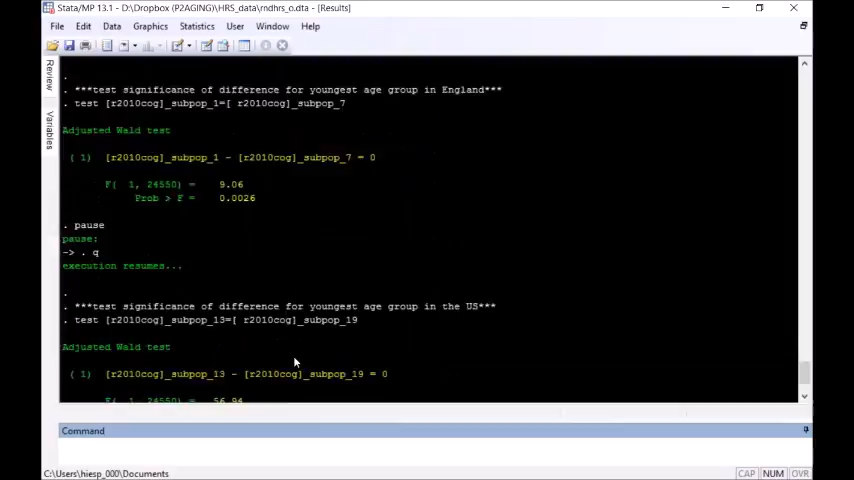 Stata/MP 13.1 - D:\Dropbox (P2AGING)\HRS_data\rndhrs_o.dta - [Results]
File Edit Data Graphics Statistics User Window Help
Review
Variables
.
. ***test significance of difference for youngest age group in England***
. test [r2010cog]_subpop_1=[ r2010cog]_subpop_7
Adjusted Wald test
( 1) [r2010cog]_subpop_1 - [r2010cog]_subpop_7 = 0
F( 1, 24550) = 9.06
Prob > F = 0.0026
. pause
pause:
-> . q
execution resumes...
.
. ***test significance of difference for youngest age group in the US***
. test [r2010cog]_subpop_13=[ r2010cog]_subpop_19
Adjusted Wald test
( 1) [r2010cog]_subpop_13 - [r2010cog]_subpop_19 = 0
F( 1, 24550) = 56.94
Command
C:\Users\hiesp_000\Documents
CAP NUM OVR